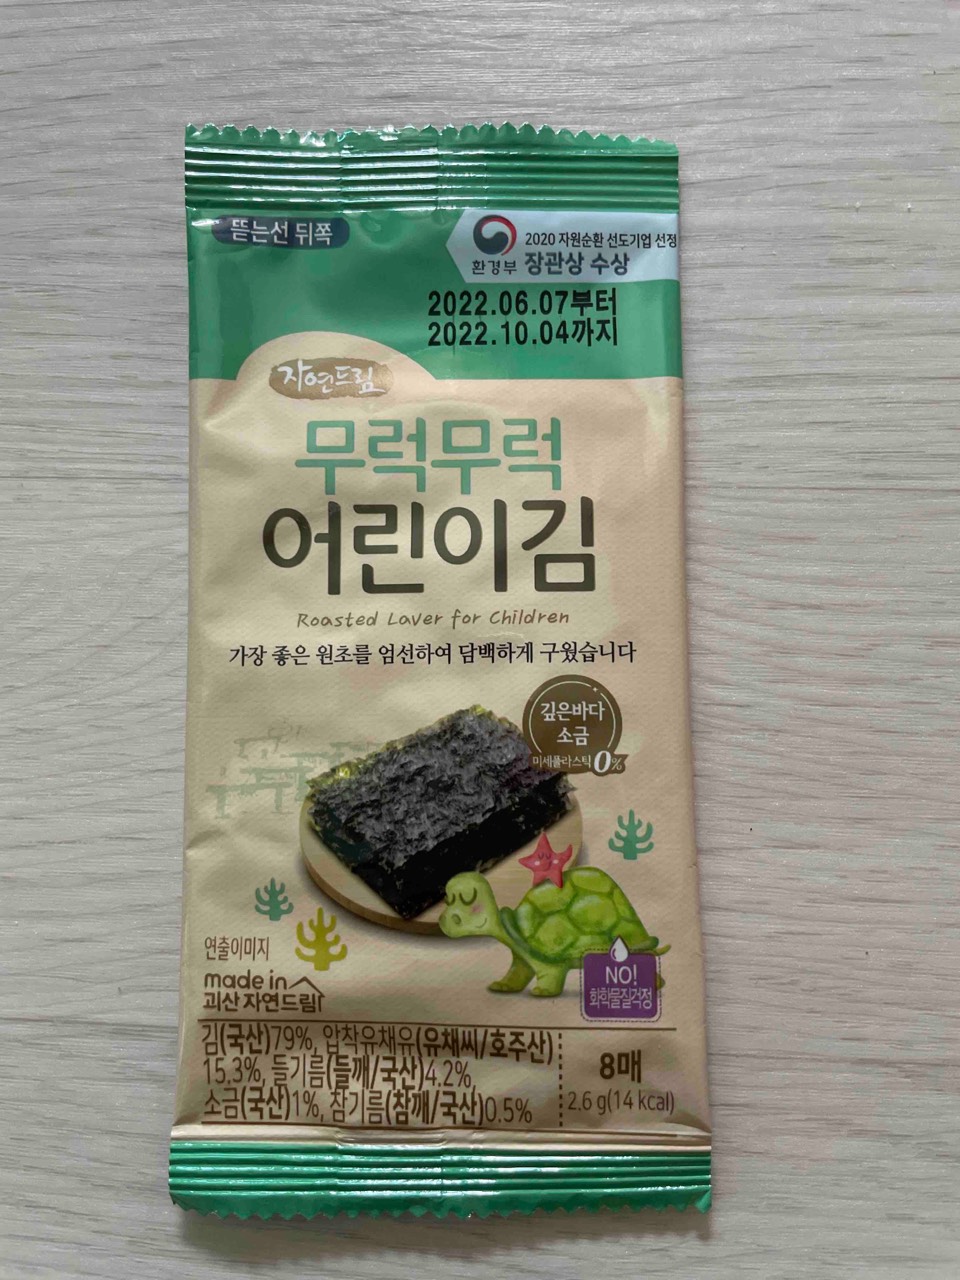 뜯는선 뒤쪽
환경부
2020 자원순환 선도기업 선정
장관상 수상
2022.06.07부터
2022.10.04까지
자연드림
무럭무럭
어린이김
Roasted Laver for Children
가장 좋은 원초를 엄선하여 담백하게 구웠습니다
깊은바다
소금
미세플라스틱 0%
연출이미지
made in
괴산 자연드림
NO!
화학물질걱정
김(국산)79%, 압착유채유(유채씨/호주산)
15.3%, 들기름(들깨/국산)4.2%,
소금(국산)1%, 참기름(참깨/국산)0.5%
8매
2.6 g(14 kcal)